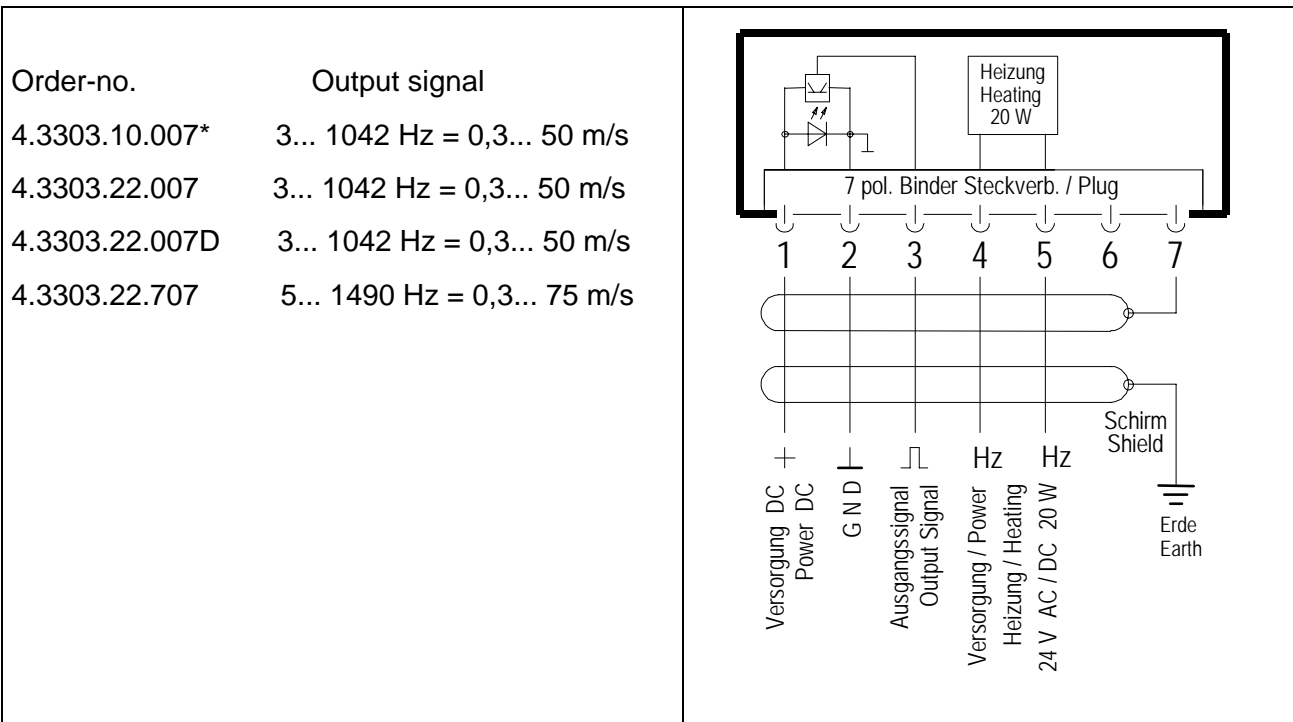 Order-no. Output signal
4.3303.10.007* 3... 1042 Hz = 0,3... 50 m/s
4.3303.22.007 3... 1042 Hz = 0,3... 50 m/s
4.3303.22.007D 3... 1042 Hz = 0,3... 50 m/s
4.3303.22.707 5... 1490 Hz = 0,3... 75 m/s
Heizung
Heating
20 W
7 pol. Binder Steckverb. / Plug
1 2 3 4 5 6 7
Schirm
Shield
Hz Hz
Versorgung DC
Power DC
GND
Ausgangssignal
Output Signal
Versorgung / Power
Heizung / Heating
24 V AC / DC 20 W
Erde
Earth